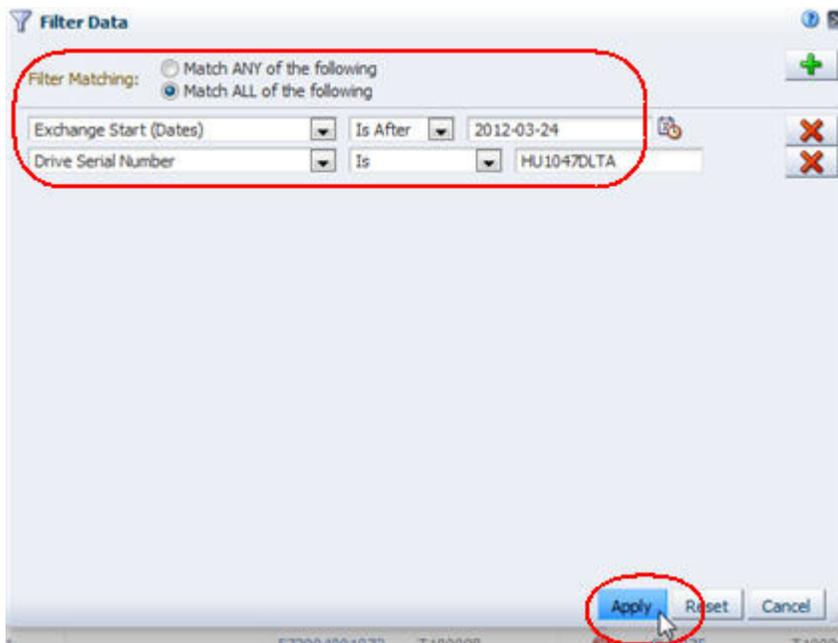 Filter Data
Match ANY of the following
Filter Matching:
Match ALL of the following
Exchange Start (Dates) Is After 2012-03-24
Drive Serial Number Is HU1047DLTA
Apply Reset Cancel